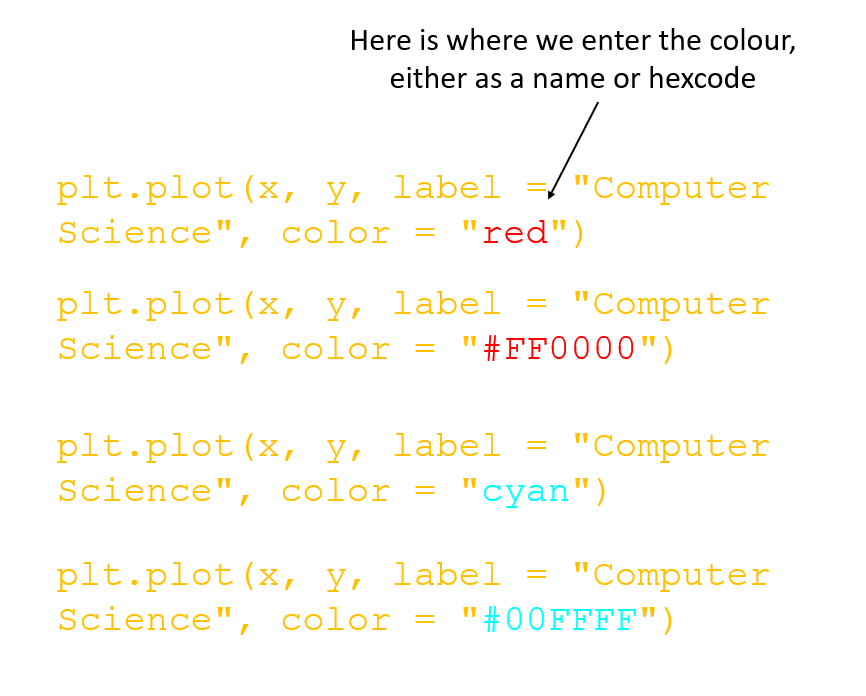 Here is where we enter the colour,
either as a name or hexcode
plt.plot(x, y, label = "Computer
Science", color = "red")
plt.plot(x, y, label = "Computer
Science", color = "#FF0000")
plt.plot(x, y, label = "Computer
Science", color = "cyan")
plt.plot(x, y, label = "Computer
Science", color = "#00FFFF")